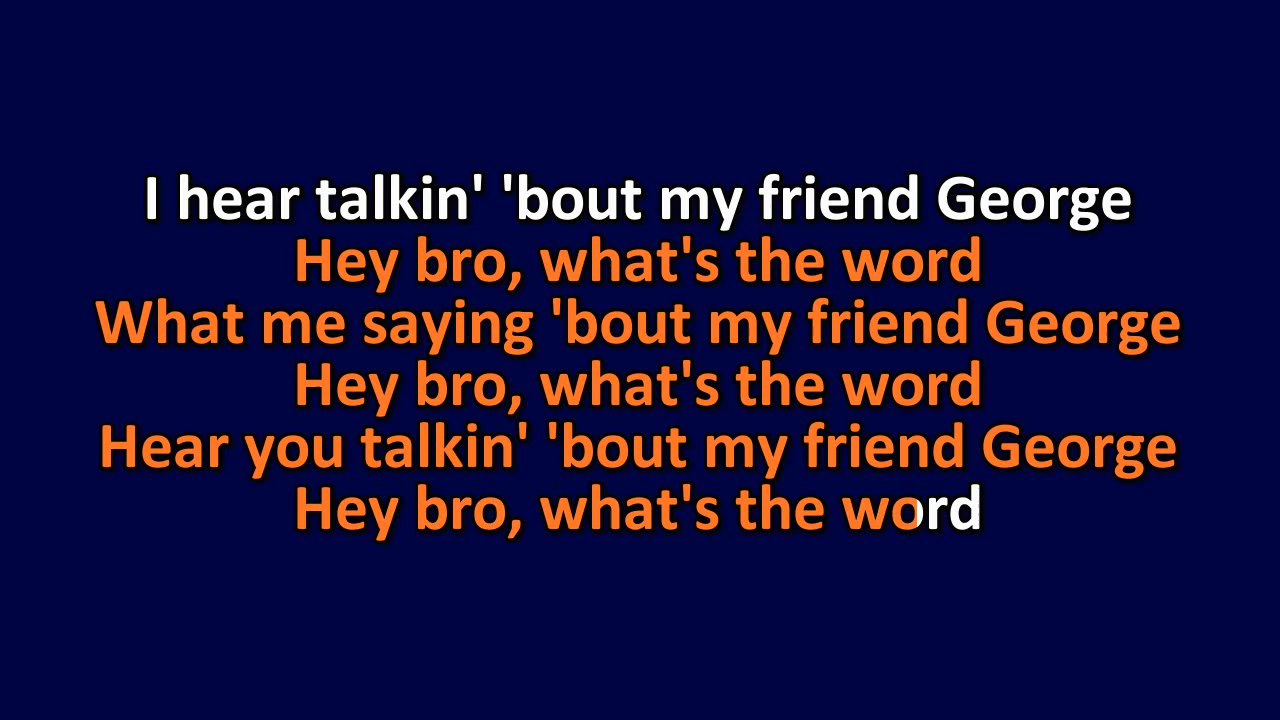 I hear talkin' 'bout my friend George
Hey bro, what's the word
What me saying 'bout my friend George
Hey bro, what's the word
Hear you talkin' 'bout my friend George
Hey bro, what's the word